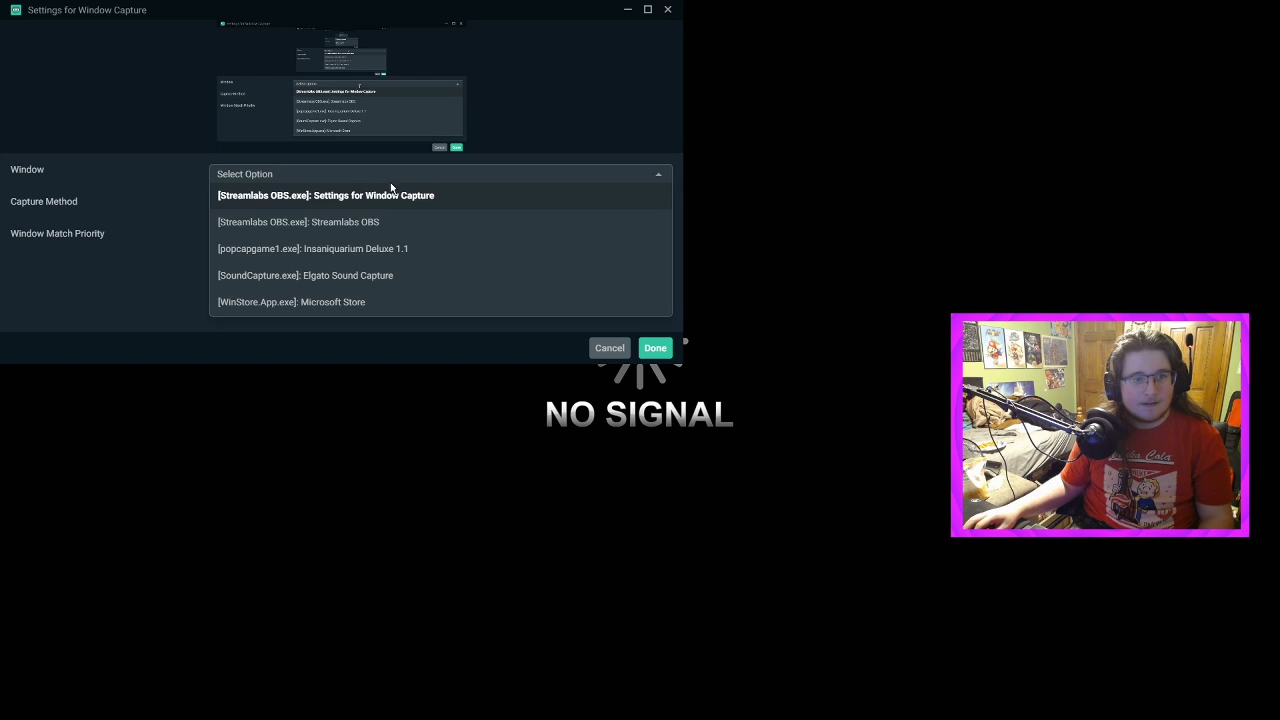 Settings for Window Capture
Window
Select Option
[Streamlabs OBS.exe]: Settings for Window Capture
Capture Method
[Streamlabs OBS.exe]: Streamlabs OBS
Window Match Priority
[popcapgame1.exe]: Insaniquarium Deluxe 1.1
[SoundCapture.exe]: Elgato Sound Capture
[WinStore.App.exe]: Microsoft Store
Cancel
Done
NO SIGNAL